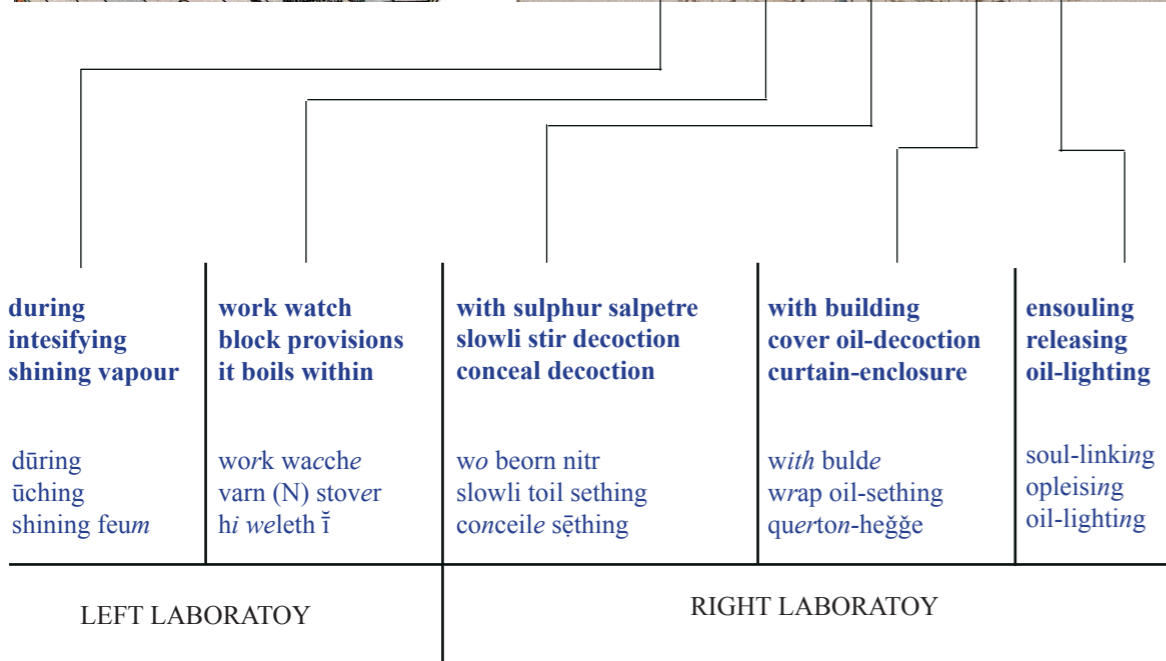 during
intesifying
shining vapour
work watch
block provisions
it boils within
with sulphur salpetre
slowli stir decoction
conceal decoction
with building
cover oil-decoction
curtain-enclosure
ensouling
releasing
oil-lighting
dūring
ūching
shining feum
work wacche
varn (N) stover
hi weleth ī̆
wo beorn nitr
slowli toil sething
conceile sẹ̄thing
with bulde
wrap oil-sething
querton-heǧǧe
soul-linking
opleising
oil-lighting
LEFT LABORATOY
RIGHT LABORATOY